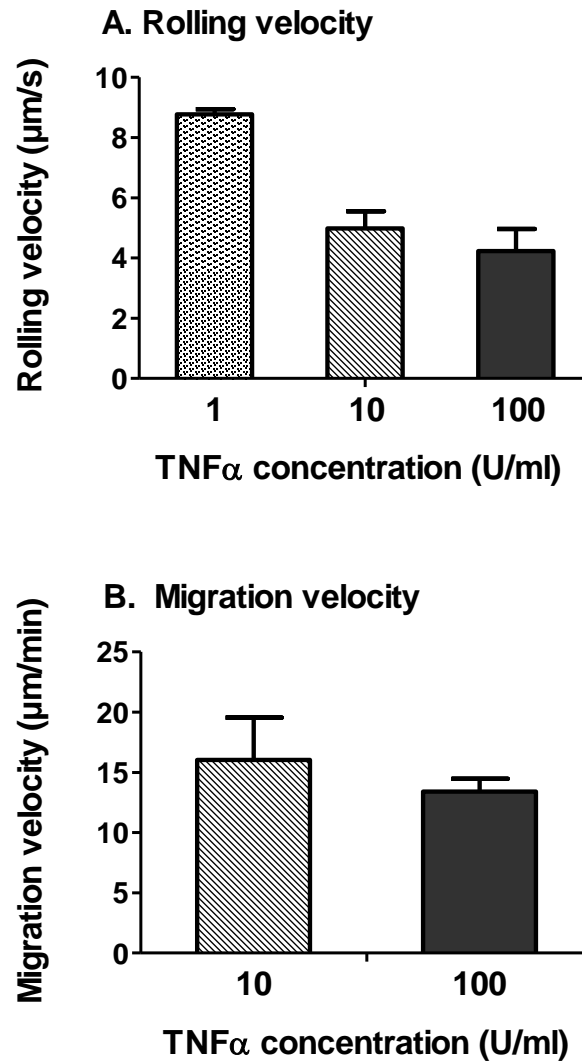 A. Rolling velocity
Rolling velocity (µm/s)
10
8
6
4
2
0
1 10 100
TNFα concentration (U/ml)
B. Migration velocity
Migration velocity (µm/min)
25
20
15
10
5
0
10 100
TNFα concentration (U/ml)